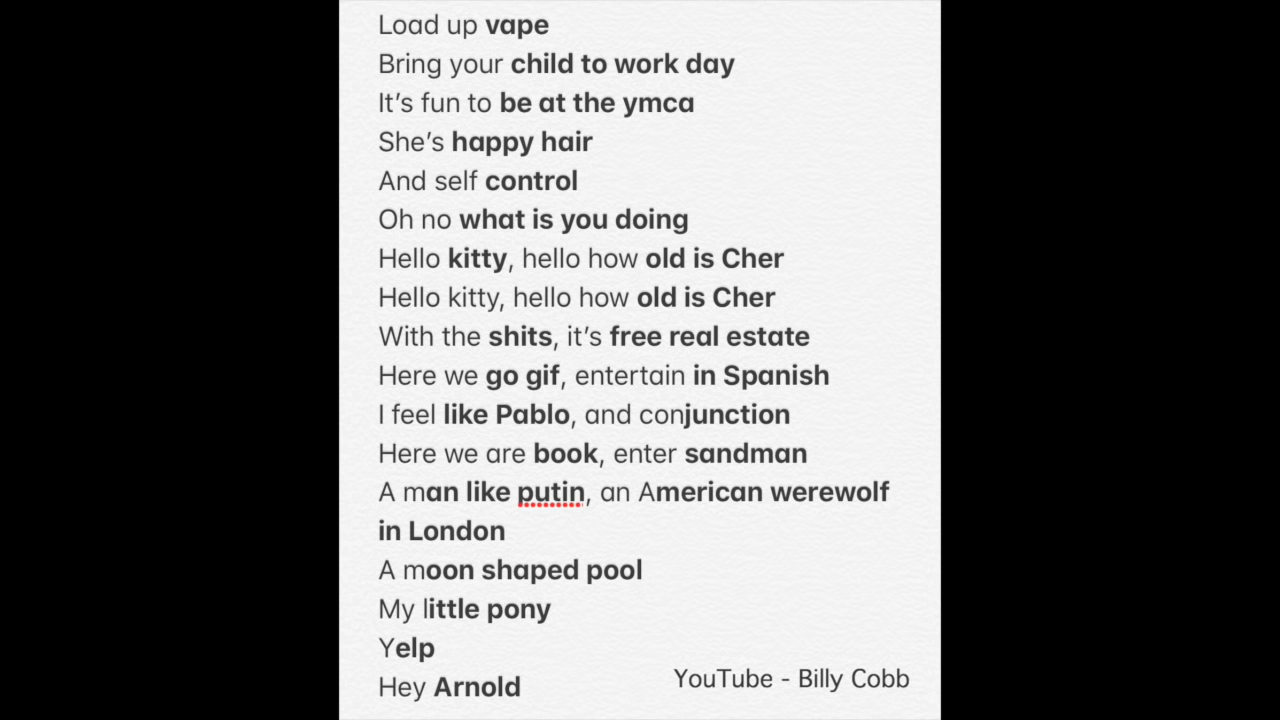 Load up vape
Bring your child to work day
It’s fun to be at the ymca
She’s happy hair
And self control
Oh no what is you doing
Hello kitty, hello how old is Cher
Hello kitty, hello how old is Cher
With the shits, it’s free real estate
Here we go gif, entertain in Spanish
I feel like Pablo, and conjunction
Here we are book, enter sandman
A man like putin, an American werewolf
in London
A moon shaped pool
My little pony
Yelp
Hey Arnold
YouTube - Billy Cobb